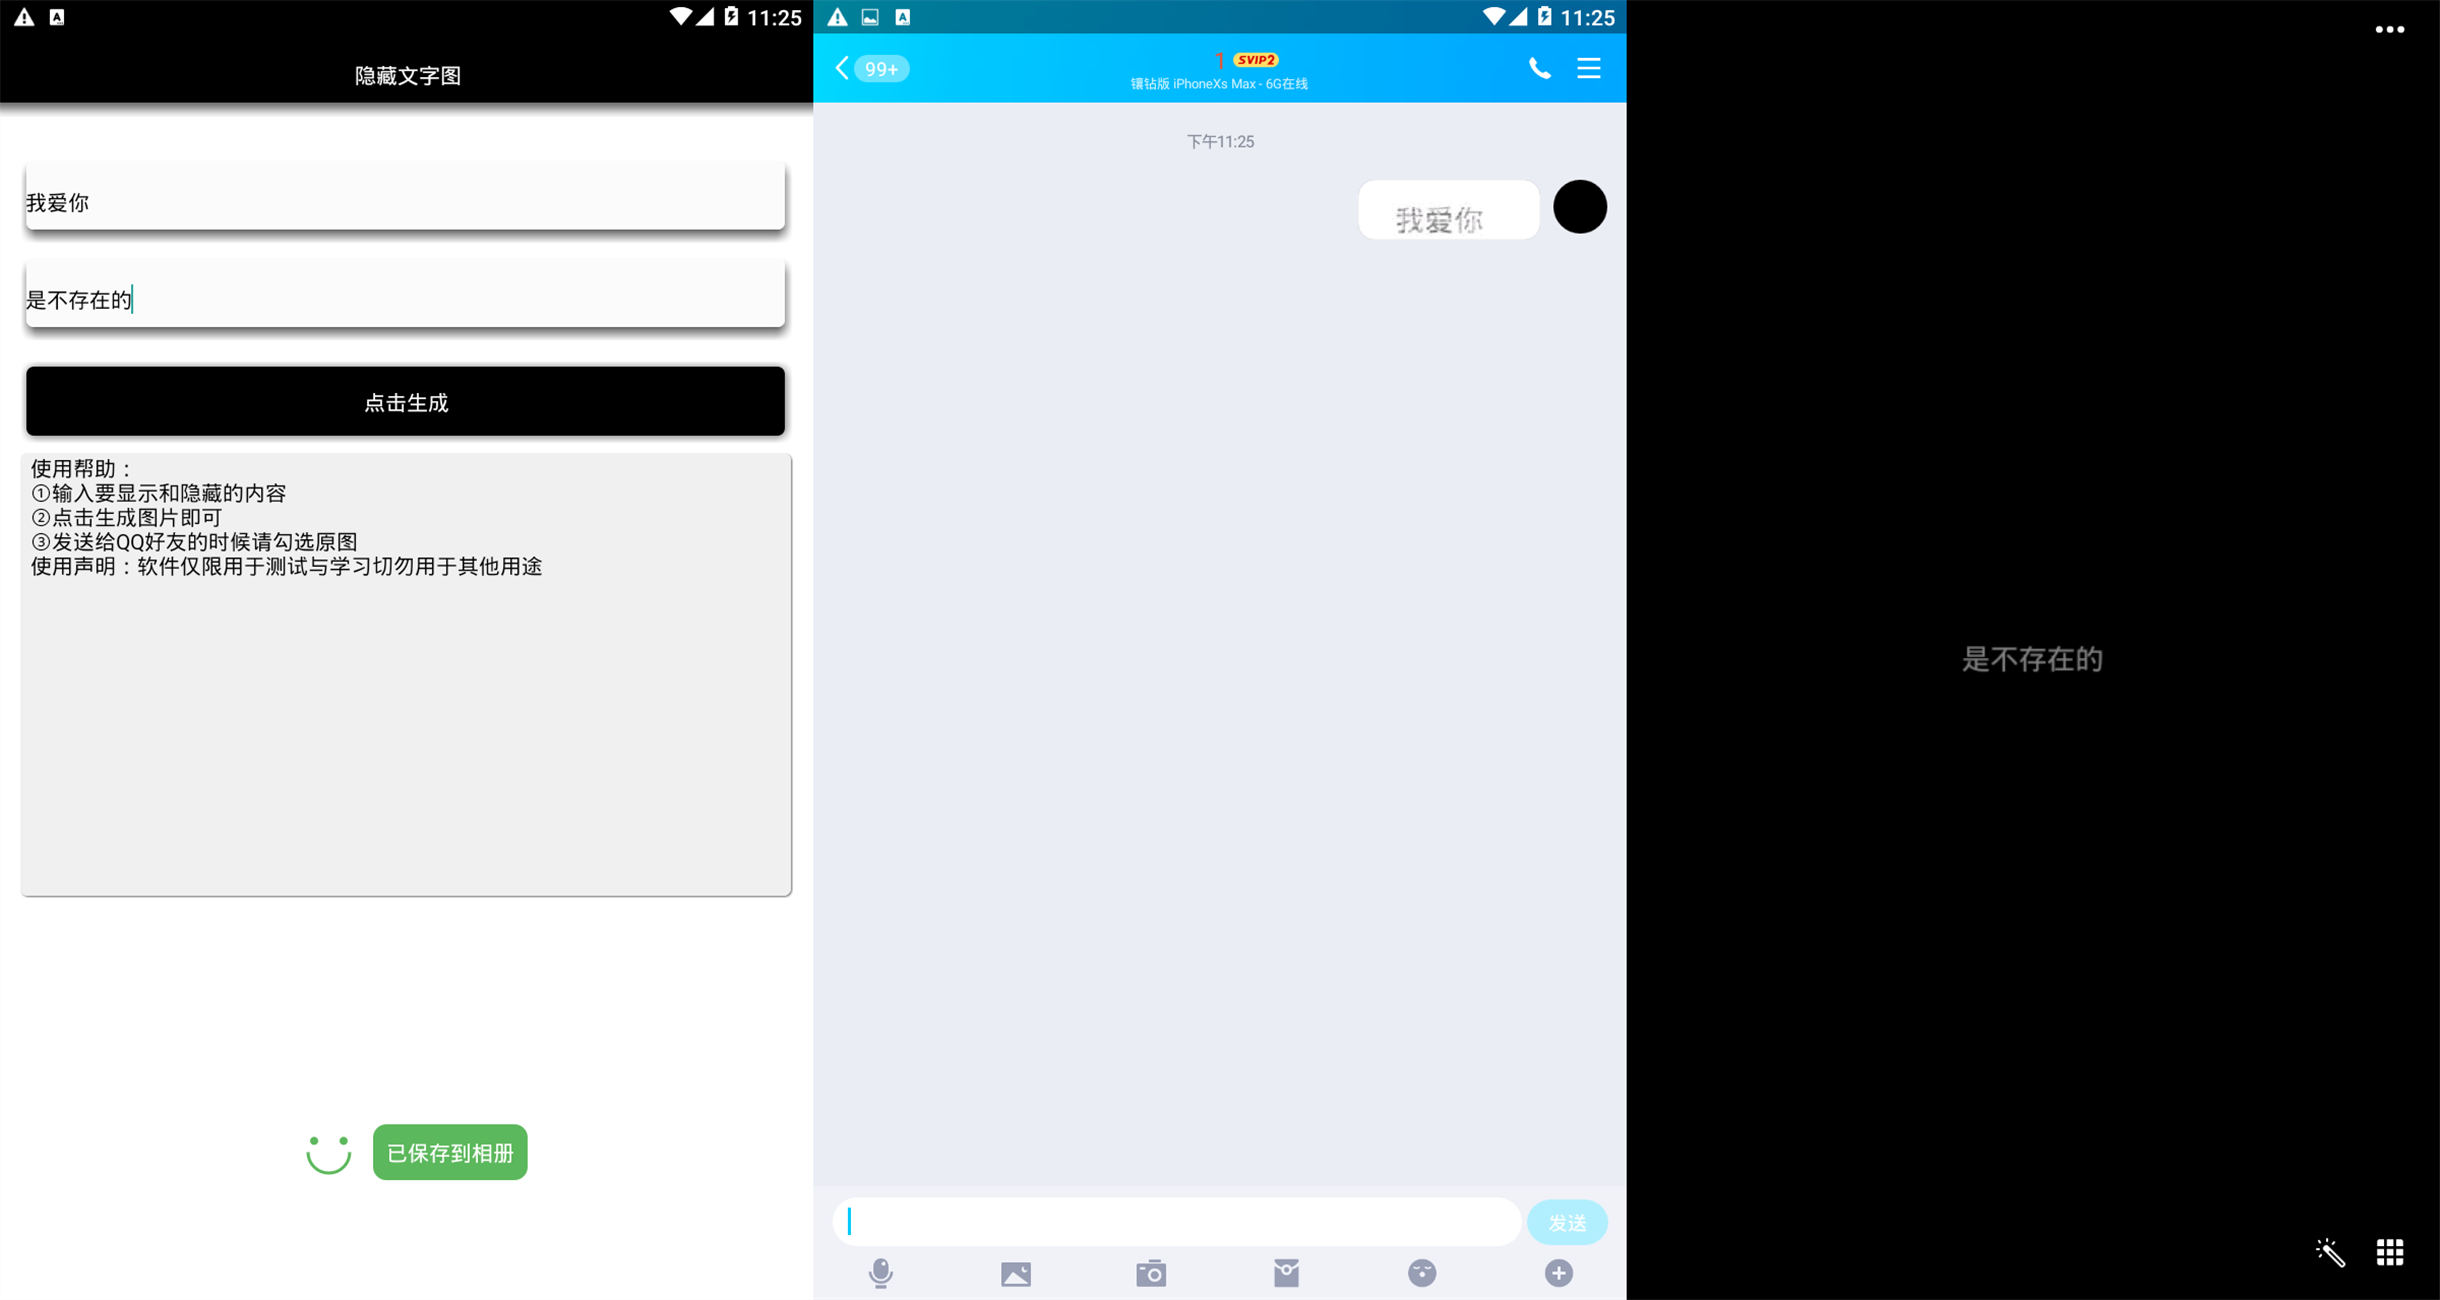 11:25
隐藏文字图
我爱你
是不存在的
点击生成
使用帮助：
①输入要显示和隐藏的内容
②点击生成图片即可
③发送给QQ好友的时候请勾选原图
使用声明：软件仅限用于测试与学习切勿用于其他用途
已保存到相册
11:25
99+
1 SVIP2
镶钻版 iPhoneXs Max - 6G在线
下午11:25
我爱你
发送
是不存在的